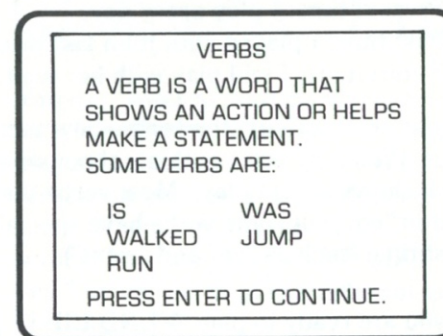 VERBS
A VERB IS A WORD THAT
SHOWS AN ACTION OR HELPS
MAKE A STATEMENT.
SOME VERBS ARE:
IS WAS
WALKED JUMP
RUN
PRESS ENTER TO CONTINUE.